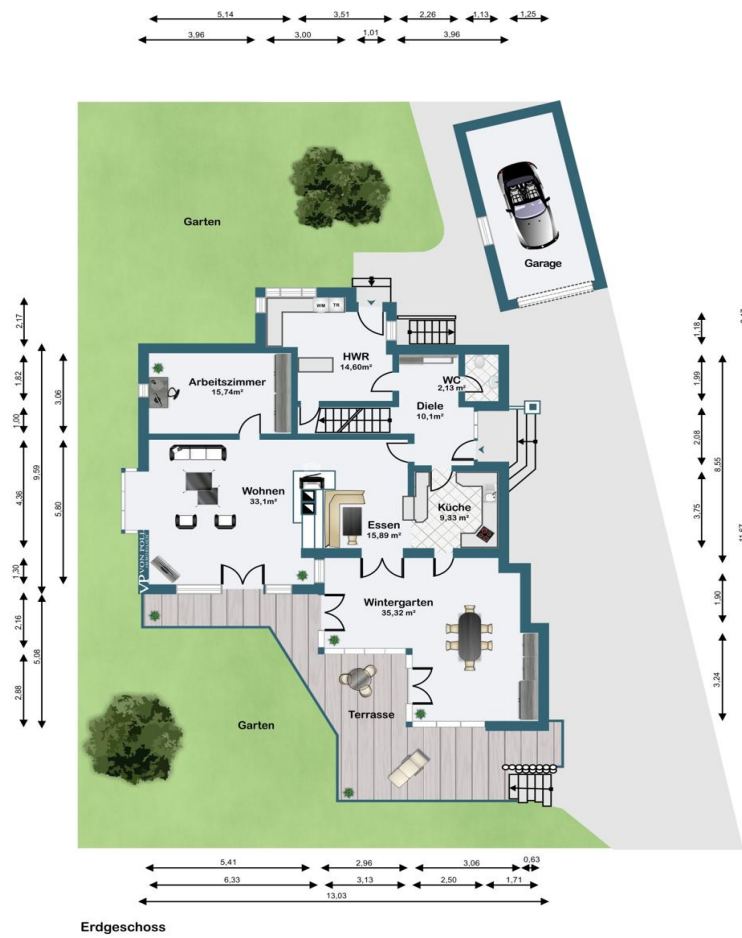 5,14 3,51 2,26 1,13 1,25
3,96 3,00 1,01 3,96
Garten
Garage
WM TR
HWR
14,60m²
Arbeitszimmer
15,74m²
WC
2,13 m²
Diele
10,1m²
Wohnen
33,1m²
Essen
15,89 m²
Küche
9,33 m²
VP VON POLL
Wintergarten
35,32 m²
Terrasse
Garten
2,17
1,82
1,00
4,36
1,30
2,16
2,88
9,59
5,08
3,06
5,80
1,18
1,99
2,08
3,75
1,90
3,24
8,55
5,41 2,96 3,06 0,63
6,33 3,13 2,50 1,71
13,03
Erdgeschoss